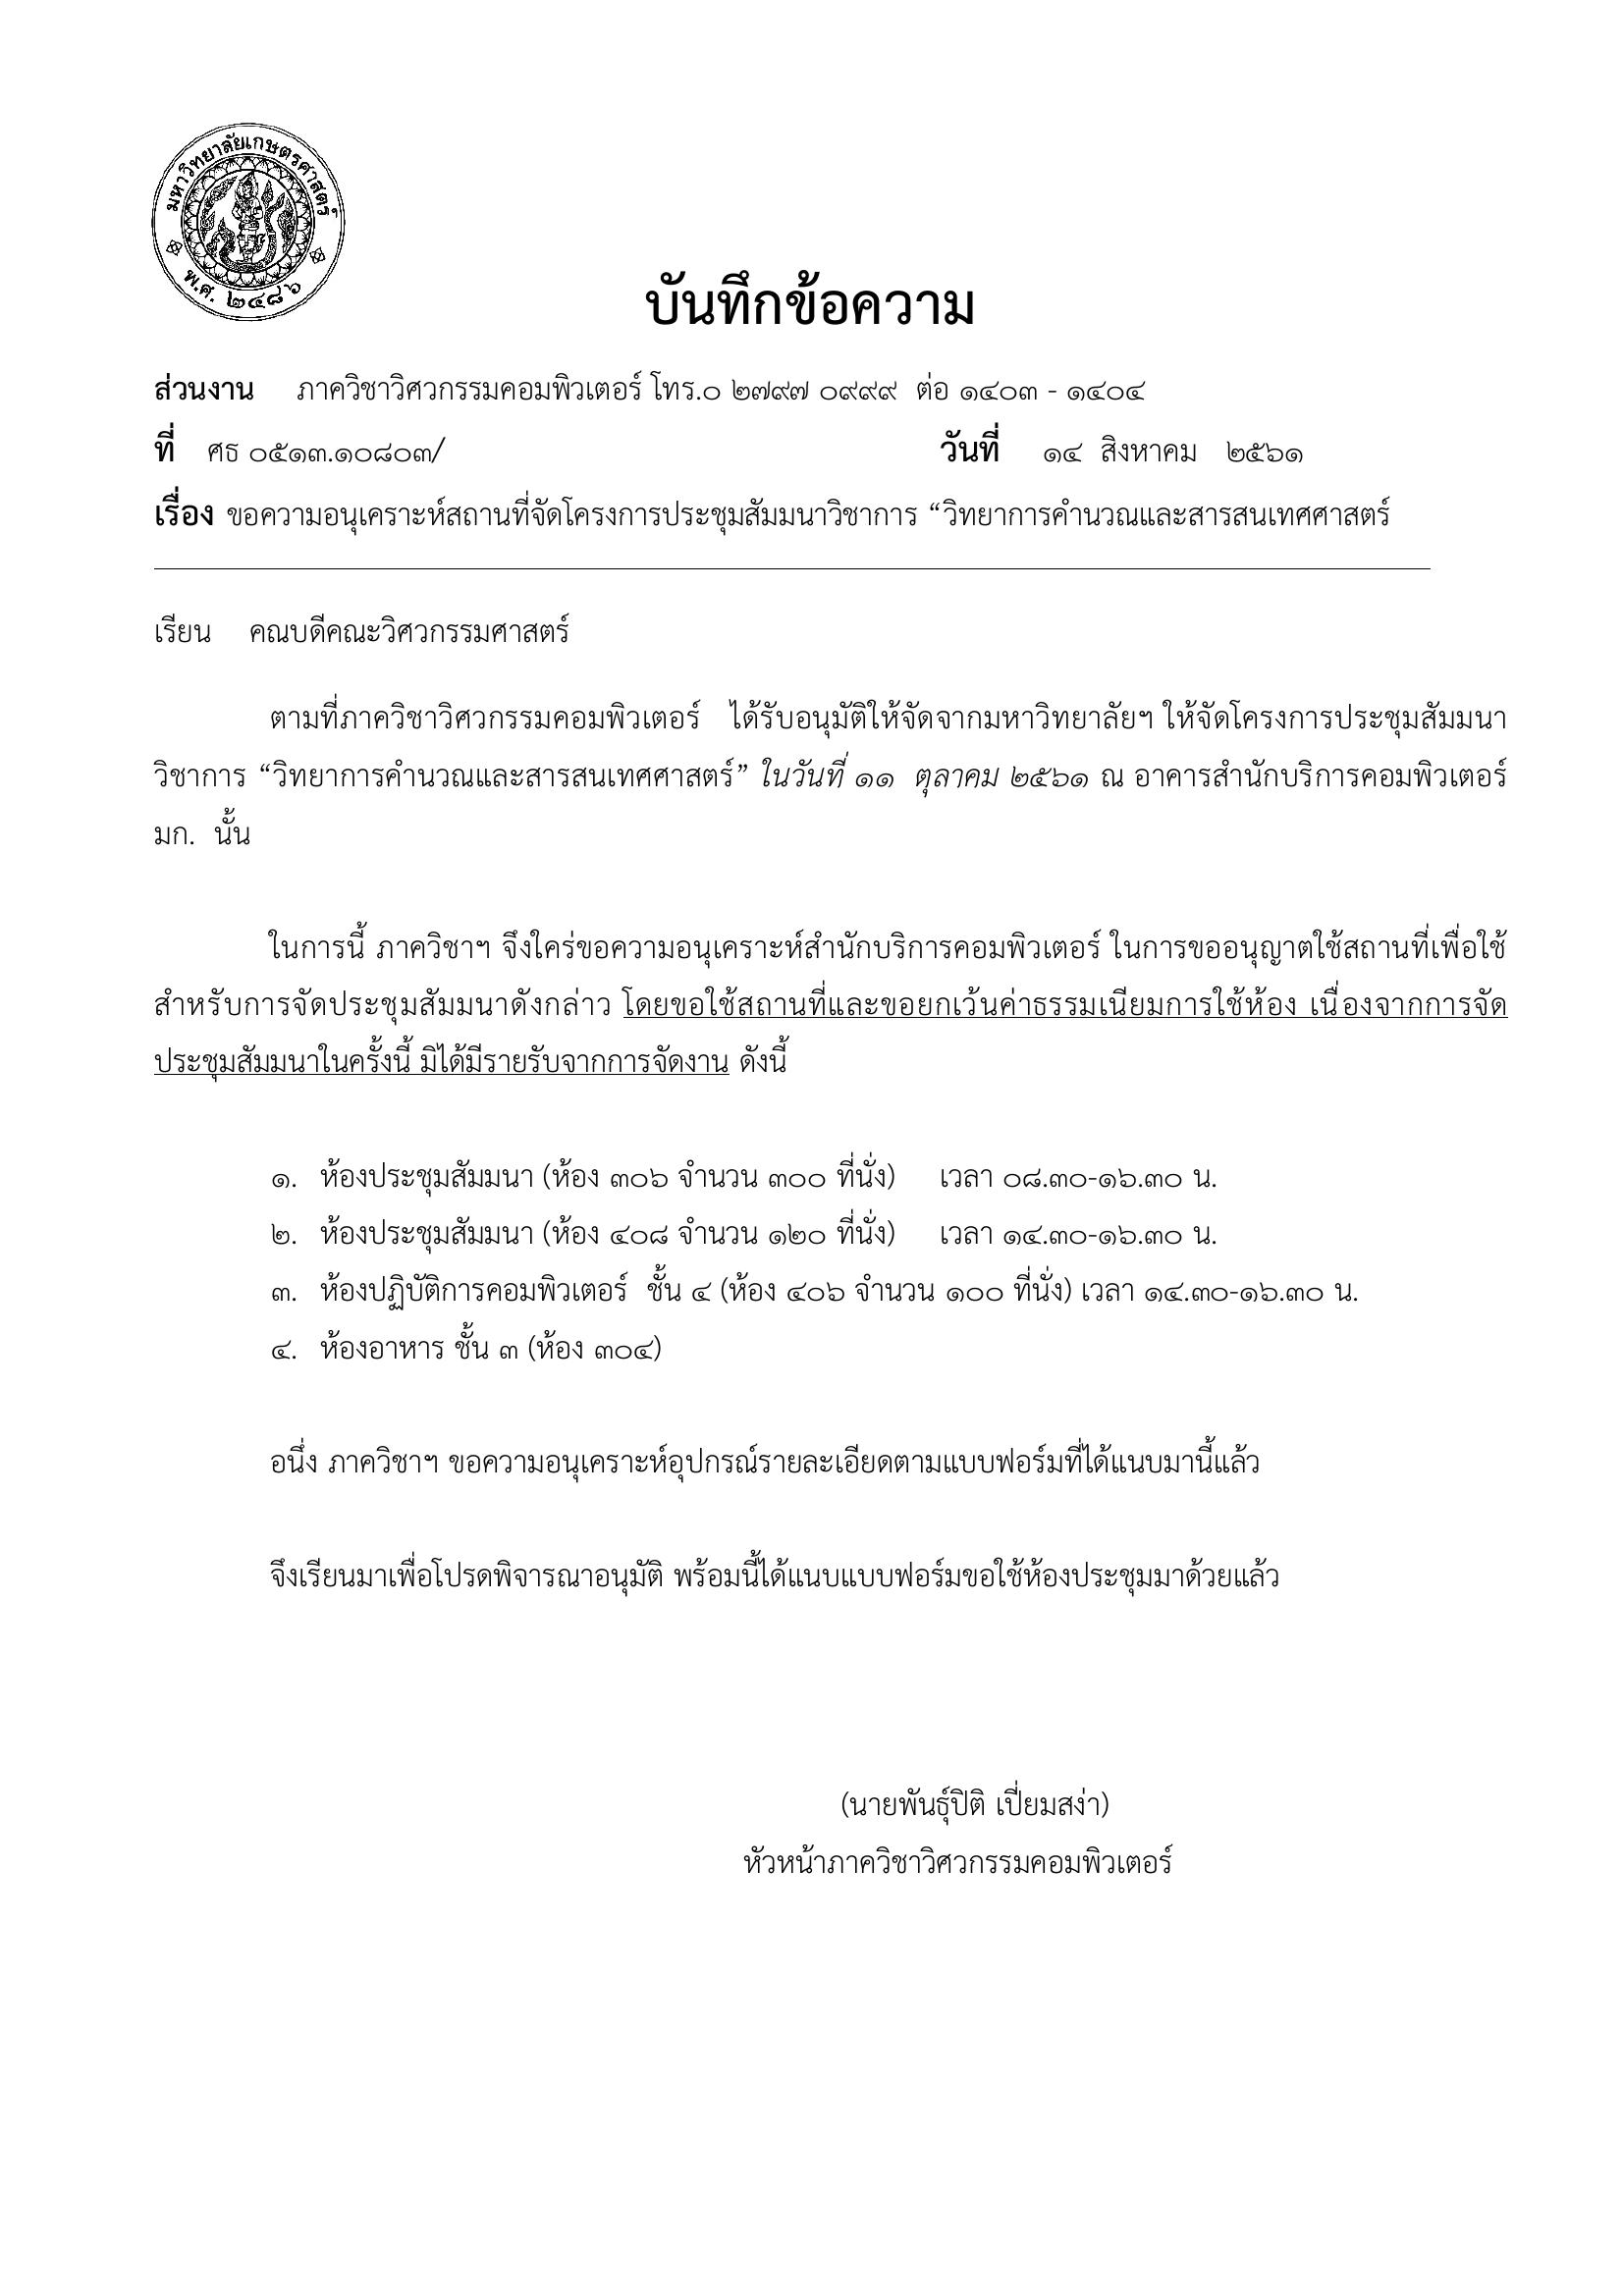 มหาวิทยาลัยเกษตรศาสตร์
พ.ศ. ๒๔๘๖
บันทึกข้อความ
ส่วนงาน ภาควิชาวิศวกรรมคอมพิวเตอร์ โทร.๐ ๒๗๙๗ ๐๙๙๙ ต่อ ๑๔๐๓ - ๑๔๐๔
ที่ ศธ ๐๕๑๓.๑๐๘๐๓/ วันที่ ๑๔ สิงหาคม ๒๕๖๑
เรื่อง ขอความอนุเคราะห์สถานที่จัดโครงการประชุมสัมมนาวิชาการ “วิทยาการคำนวณและสารสนเทศศาสตร์
เรียน คณบดีคณะวิศวกรรมศาสตร์
ตามที่ภาควิชาวิศวกรรมคอมพิวเตอร์ ได้รับอนุมัติให้จัดจากมหาวิทยาลัยฯ ให้จัดโครงการประชุมสัมมนา
วิชาการ “วิทยาการคำนวณและสารสนเทศศาสตร์” ในวันที่ ๑๑ ตุลาคม ๒๕๖๑ ณ อาคารสำนักบริการคอมพิวเตอร์
มก. นั้น
ในการนี้ ภาควิชาฯ จึงใคร่ขอความอนุเคราะห์สำนักบริการคอมพิวเตอร์ ในการขออนุญาตใช้สถานที่เพื่อใช้
สำหรับการจัดประชุมสัมมนาดังกล่าว โดยขอใช้สถานที่และขอยกเว้นค่าธรรมเนียมการใช้ห้อง เนื่องจากการจัด
ประชุมสัมมนาในครั้งนี้ มิได้มีรายรับจากการจัดงาน ดังนี้
๑. ห้องประชุมสัมมนา (ห้อง ๓๐๖ จำนวน ๓๐๐ ที่นั่ง) เวลา ๐๘.๓๐-๑๖.๓๐ น.
๒. ห้องประชุมสัมมนา (ห้อง ๔๐๘ จำนวน ๑๒๐ ที่นั่ง) เวลา ๑๔.๓๐-๑๖.๓๐ น.
๓. ห้องปฏิบัติการคอมพิวเตอร์ ชั้น ๔ (ห้อง ๔๐๖ จำนวน ๑๐๐ ที่นั่ง) เวลา ๑๔.๓๐-๑๖.๓๐ น.
๔. ห้องอาหาร ชั้น ๓ (ห้อง ๓๐๔)
อนึ่ง ภาควิชาฯ ขอความอนุเคราะห์อุปกรณ์รายละเอียดตามแบบฟอร์มที่ได้แนบมานี้แล้ว
จึงเรียนมาเพื่อโปรดพิจารณาอนุมัติ พร้อมนี้ได้แนบแบบฟอร์มขอใช้ห้องประชุมมาด้วยแล้ว
(นายพันธุ์ปิติ เปี่ยมสง่า)
หัวหน้าภาควิชาวิศวกรรมคอมพิวเตอร์